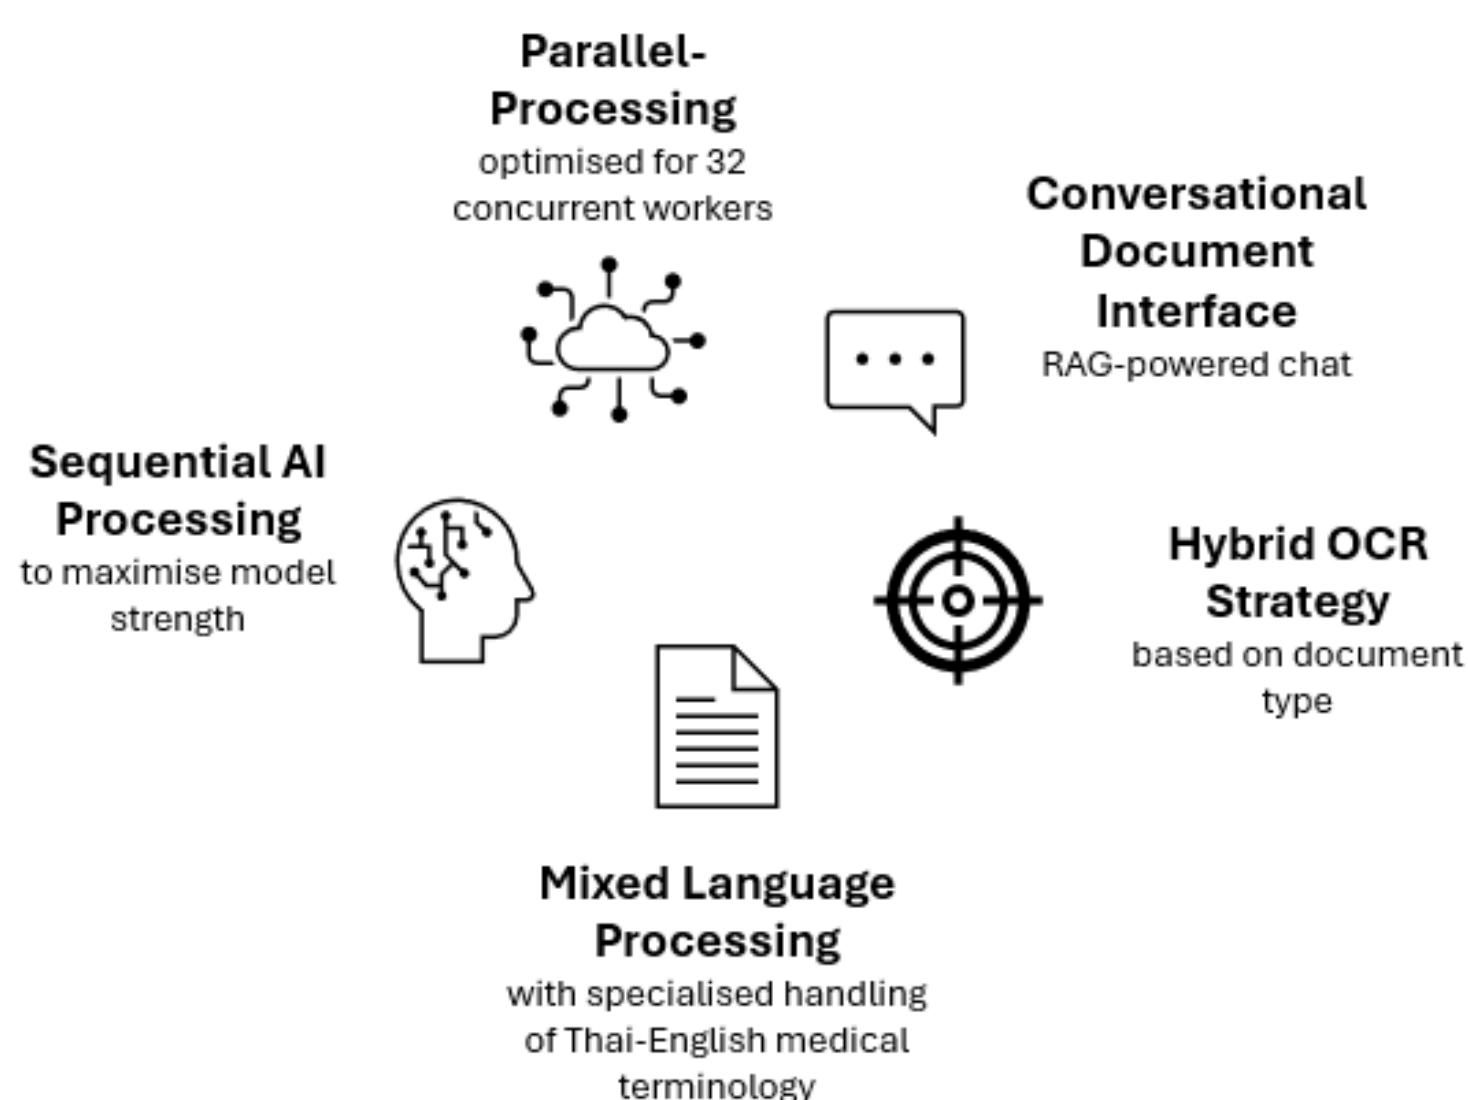 Parallel-
Processing
optimised for 32
concurrent workers
Conversational
Document
Interface
RAG-powered chat
Sequential AI
Processing
to maximise model
strength
Hybrid OCR
Strategy
based on document
type
Mixed Language
Processing
with specialised handling
of Thai-English medical
terminology